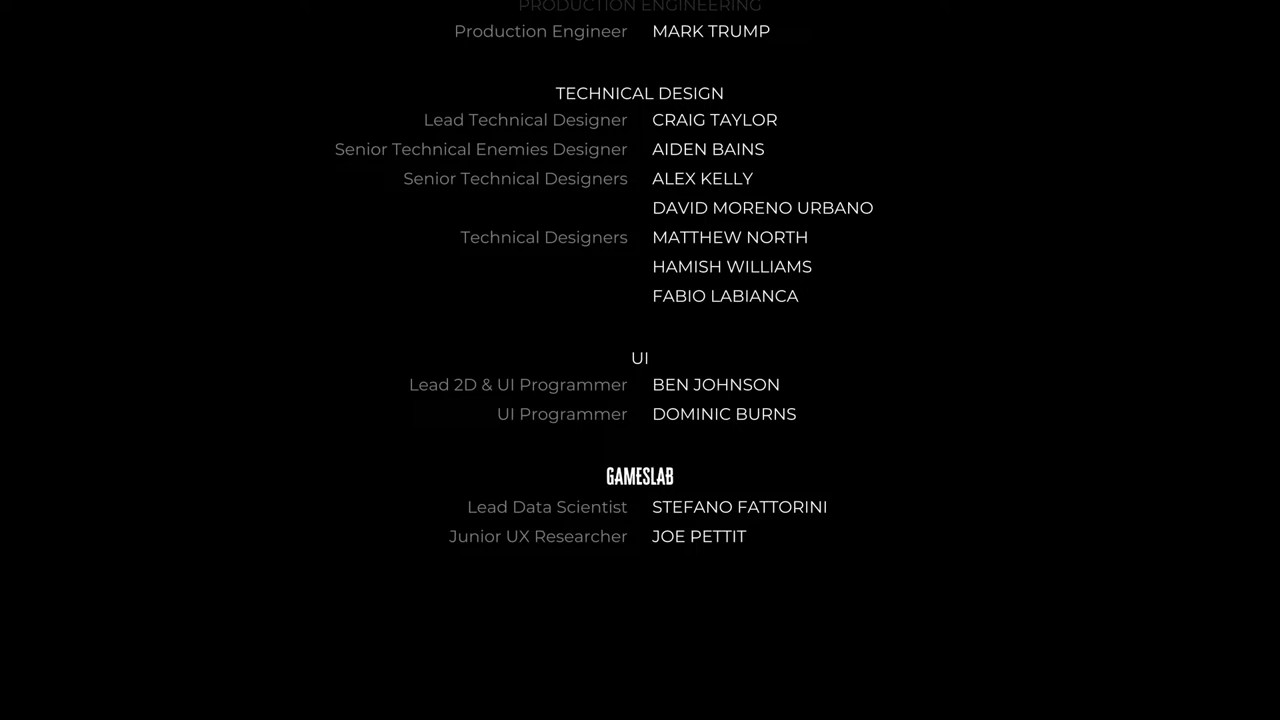 PRODUCTION ENGINEERING
Production Engineer MARK TRUMP
TECHNICAL DESIGN
Lead Technical Designer CRAIG TAYLOR
Senior Technical Enemies Designer AIDEN BAINS
Senior Technical Designers ALEX KELLY
DAVID MORENO URBANO
Technical Designers MATTHEW NORTH
HAMISH WILLIAMS
FABIO LABIANCA
UI
Lead 2D & UI Programmer BEN JOHNSON
UI Programmer DOMINIC BURNS
GAMESLAB
Lead Data Scientist STEFANO FATTORINI
Junior UX Researcher JOE PETTIT